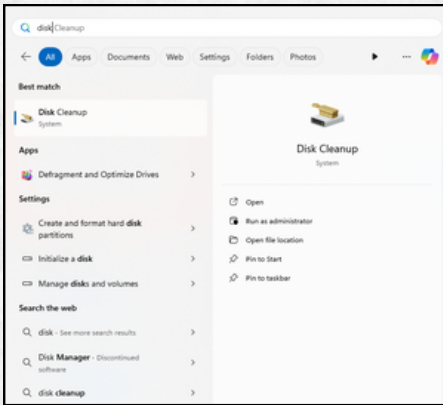 disk Cleanup
All Apps Documents Web Settings Folders Photos
Best match
Disk Cleanup
System
Apps
Defragment and Optimize Drives
Settings
Create and format hard disk
partitions
Initialize a disk
Manage disks and volumes
Search the web
disk - See more search results
Disk Manager - Discontinued
software
disk cleanup
Disk Cleanup
System
Open
Run as administrator
Open file location
Pin to Start
Pin to taskbar